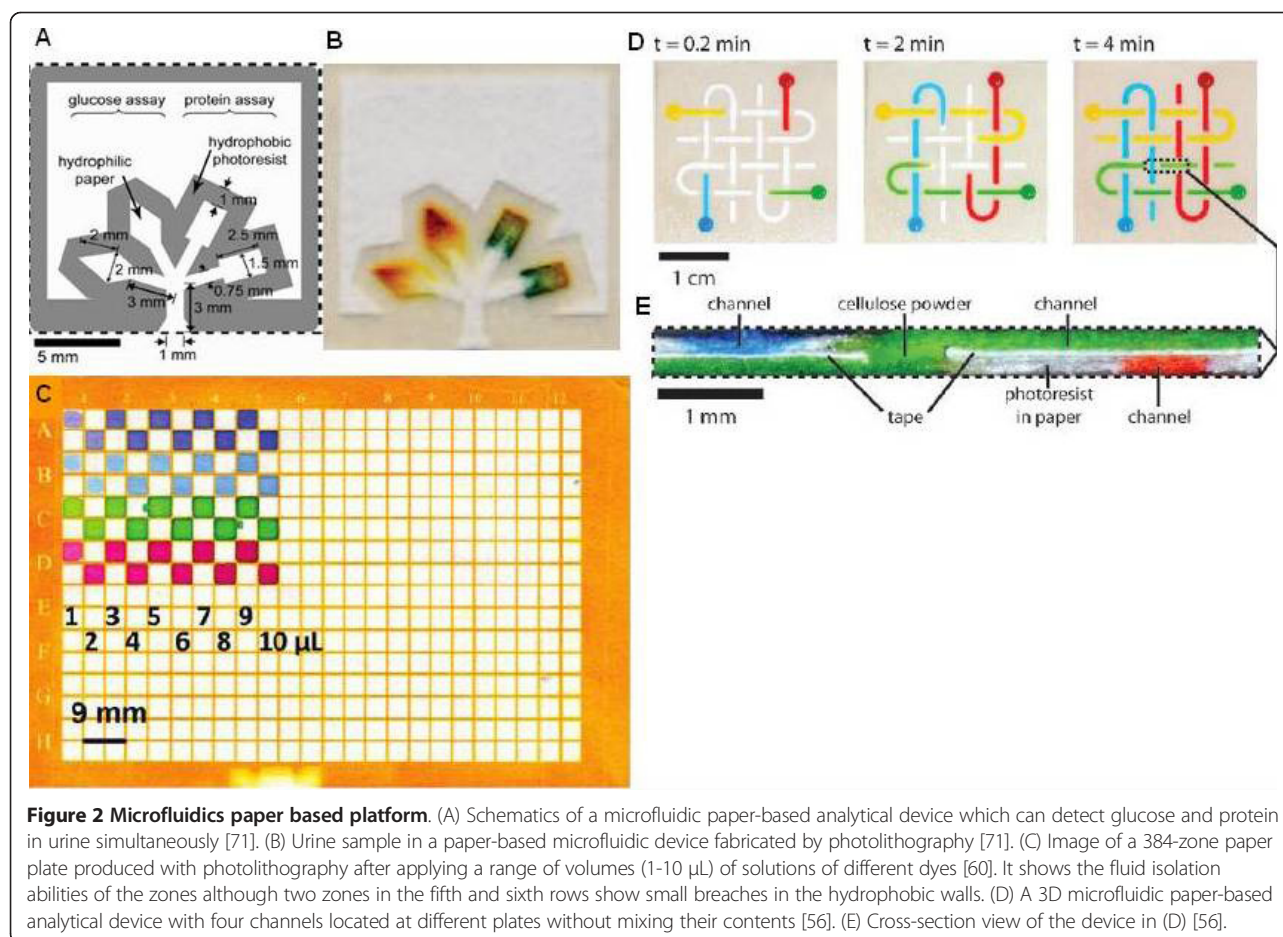 A
glucose assay
protein assay
hydrophobic
photoresist
hydrophilic
paper
1 mm
2 mm
2.5 mm
2 mm
1.5 mm
3 mm
0.75 mm
3 mm
5 mm
1 mm
B
C
1 2 3 4 5 6 7 8 9 10 11 12
A
B
C
D
E
F
G
H
1 3 5 7 9
2 4 6 8 10 µL
9 mm
D t = 0.2 min t = 2 min t = 4 min
1 cm
E
channel cellulose powder channel
1 mm
tape
photoresist
in paper
channel
Figure 2 Microfluidics paper based platform. (A) Schematics of a microfluidic paper-based analytical device which can detect glucose and protein
in urine simultaneously [71]. (B) Urine sample in a paper-based microfluidic device fabricated by photolithography [71]. (C) Image of a 384-zone paper
plate produced with photolithography after applying a range of volumes (1-10 µL) of solutions of different dyes [60]. It shows the fluid isolation
abilities of the zones although two zones in the fifth and sixth rows show small breaches in the hydrophobic walls. (D) A 3D microfluidic paper-based
analytical device with four channels located at different plates without mixing their contents [56]. (E) Cross-section view of the device in (D) [56].